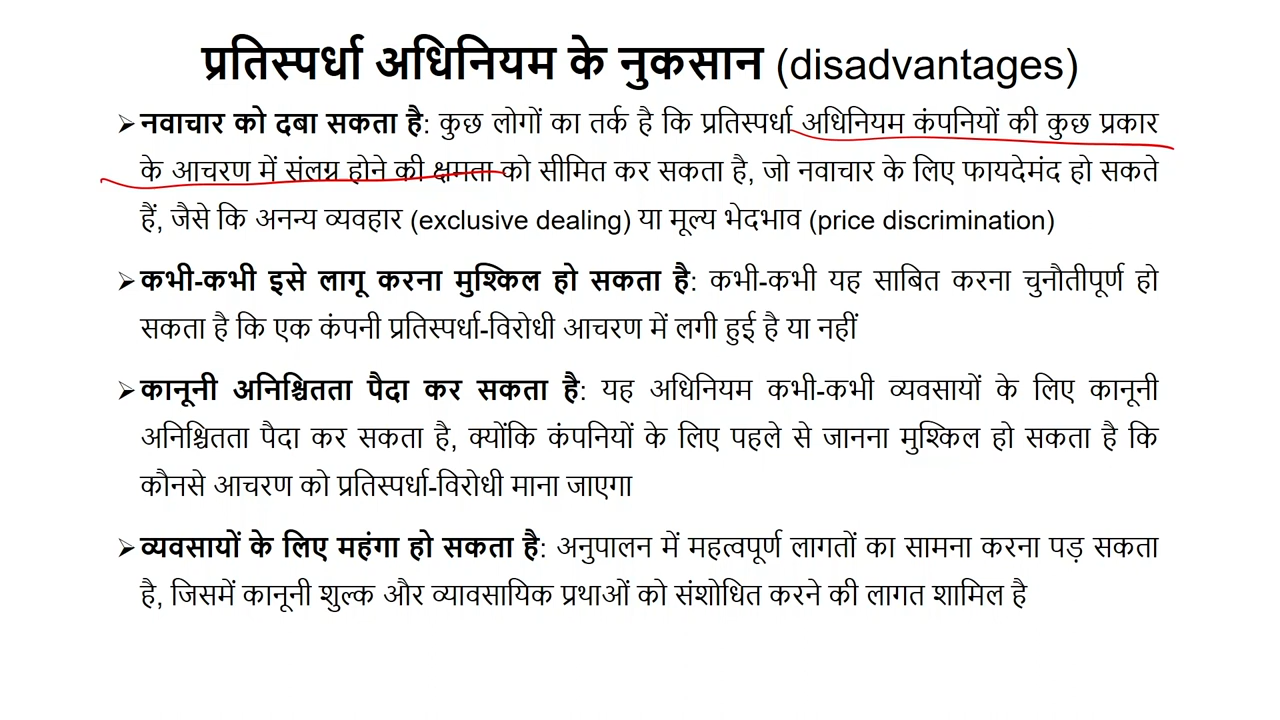 प्रतिस्पर्धा अधिनियम के नुकसान (disadvantages)
➢ नवाचार को दबा सकता है: कुछ लोगों का तर्क है कि प्रतिस्पर्धा अधिनियम कंपनियों की कुछ प्रकार
के आचरण में संलग्न होने की क्षमता को सीमित कर सकता है, जो नवाचार के लिए फायदेमंद हो सकते
हैं, जैसे कि अनन्य व्यवहार (exclusive dealing) या मूल्य भेदभाव (price discrimination)
➢ कभी-कभी इसे लागू करना मुश्किल हो सकता है: कभी-कभी यह साबित करना चुनौतीपूर्ण हो
सकता है कि एक कंपनी प्रतिस्पर्धा-विरोधी आचरण में लगी हुई है या नहीं
➢ कानूनी अनिश्चितता पैदा कर सकता है: यह अधिनियम कभी-कभी व्यवसायों के लिए कानूनी
अनिश्चितता पैदा कर सकता है, क्योंकि कंपनियों के लिए पहले से जानना मुश्किल हो सकता है कि
कौनसे आचरण को प्रतिस्पर्धा-विरोधी माना जाएगा
➢ व्यवसायों के लिए महंगा हो सकता है: अनुपालन में महत्वपूर्ण लागतों का सामना करना पड़ सकता
है, जिसमें कानूनी शुल्क और व्यावसायिक प्रथाओं को संशोधित करने की लागत शामिल है